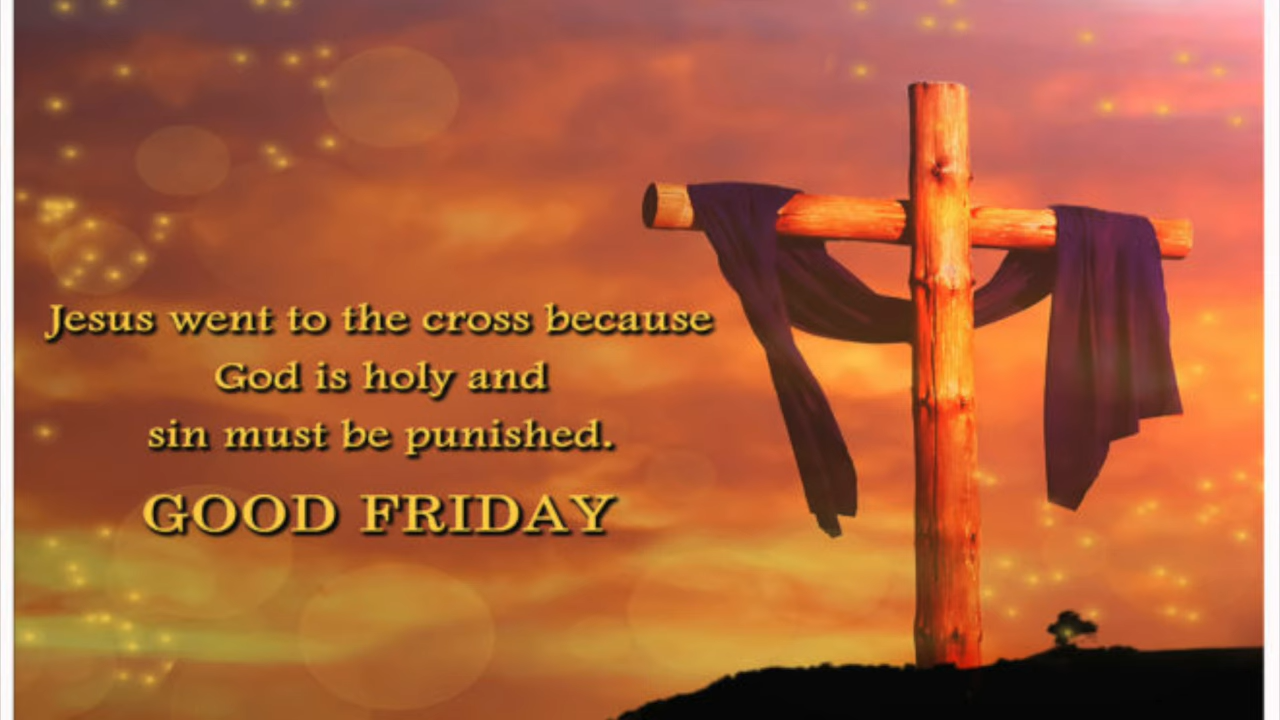 Jesus went to the cross because
God is holy and
sin must be punished.
GOOD FRIDAY